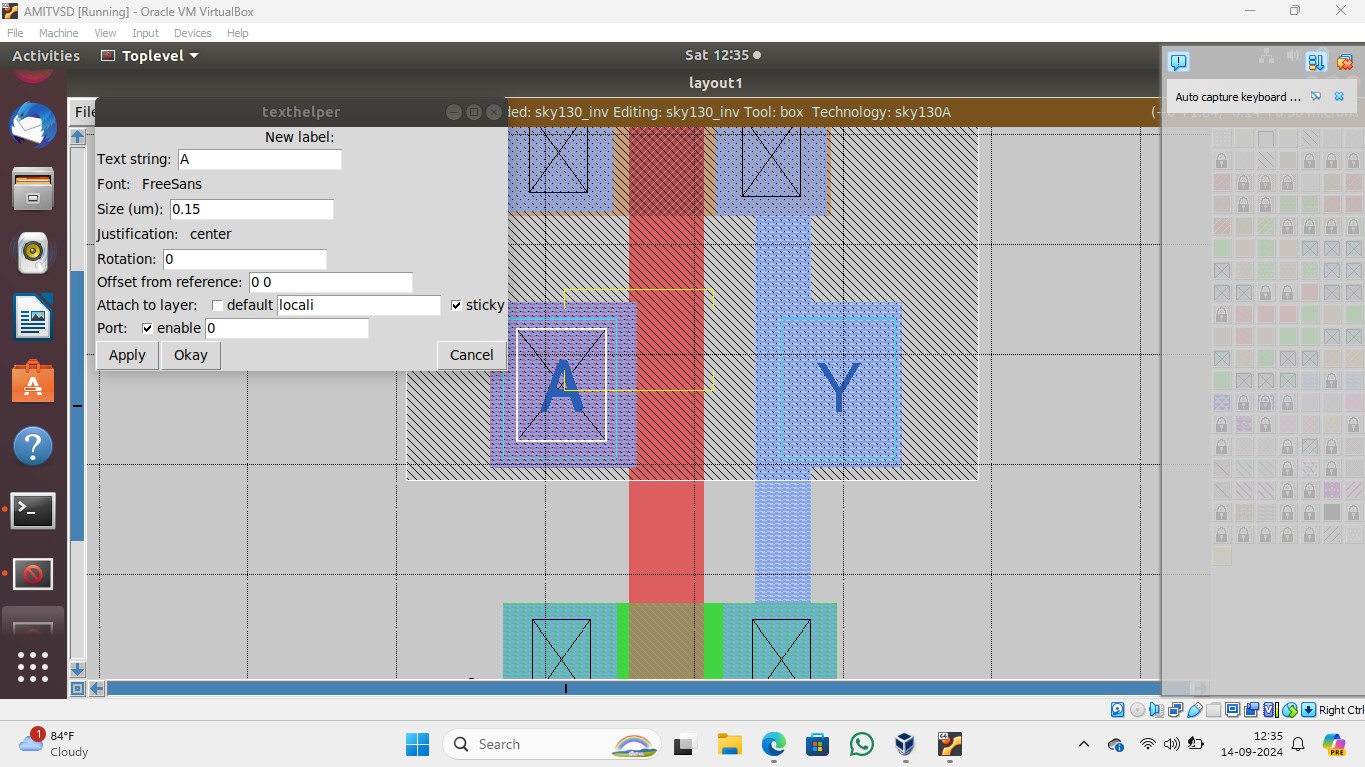 AMITVSD [Running] - Oracle VM VirtualBox
File Machine View Input Devices Help
Activities Toplevel Sat 12:35
layout1
File
texthelper
ded: sky130_inv Editing: sky130_inv Tool: box Technology: sky130A
Auto capture keyboard ...
New label:
Text string: A
Font: FreeSans
Size (um): 0.15
Justification: center
Rotation: 0
Offset from reference: 0 0
Attach to layer: default locali sticky
Port: enable 0
Apply Okay Cancel
A Y
Right Ctrl
1
84°F
Cloudy
Search
64
PRE
12:35
14-09-2024